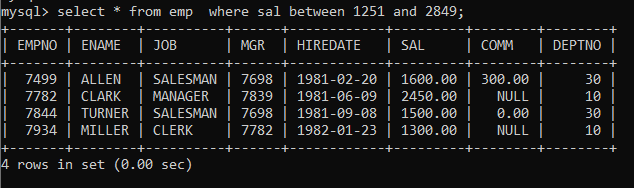 mysql> select * from emp  where sal between 1251 and 2849;
+-------+--------+----------+------+------------+---------+--------+--------+
| EMPNO | ENAME  | JOB      | MGR  | HIREDATE   | SAL     | COMM   | DEPTNO |
+-------+--------+----------+------+------------+---------+--------+--------+
|  7499 | ALLEN  | SALESMAN | 7698 | 1981-02-20 | 1600.00 | 300.00 |     30 |
|  7782 | CLARK  | MANAGER  | 7839 | 1981-06-09 | 2450.00 |   NULL |     10 |
|  7844 | TURNER | SALESMAN | 7698 | 1981-09-08 | 1500.00 |   0.00 |     30 |
|  7934 | MILLER | CLERK    | 7782 | 1982-01-23 | 1300.00 |   NULL |     10 |
+-------+--------+----------+------+------------+---------+--------+--------+
4 rows in set (0.00 sec)